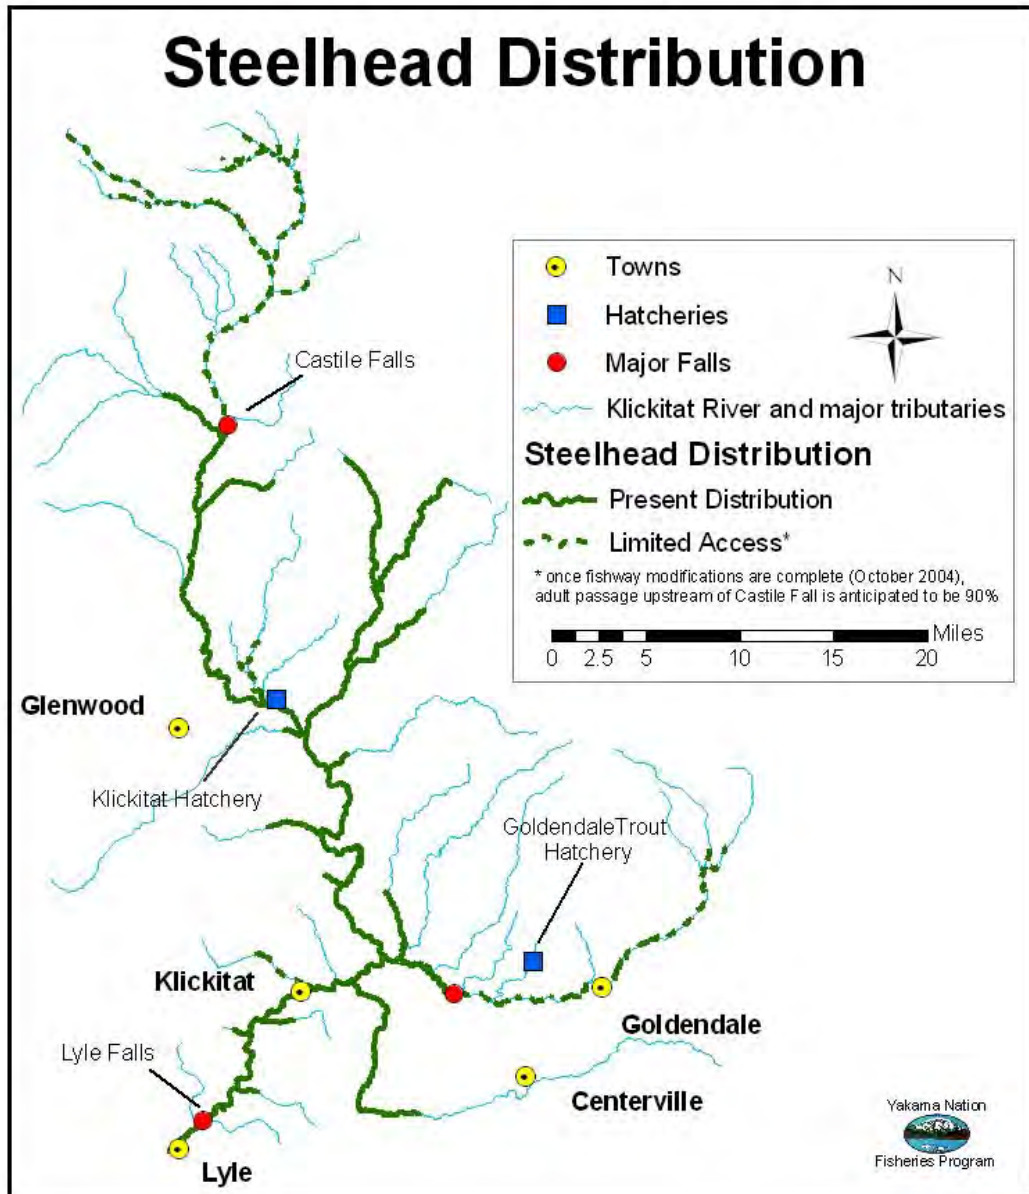 Steelhead Distribution
Towns
Hatcheries
Major Falls
N
Klickitat River and major tributaries
Steelhead Distribution
Present Distribution
Limited Access*
* once fishway modifications are complete (October 2004),
adult passage upstream of Castile Fall is anticipated to be 90%
Miles
0 2.5 5 10 15 20
Castile Falls
Glenwood
Klickitat Hatchery
GoldendaleTrout
Hatchery
Klickitat
Goldendale
Lyle Falls
Centerville
Lyle
Yakama Nation
Fisheries Program